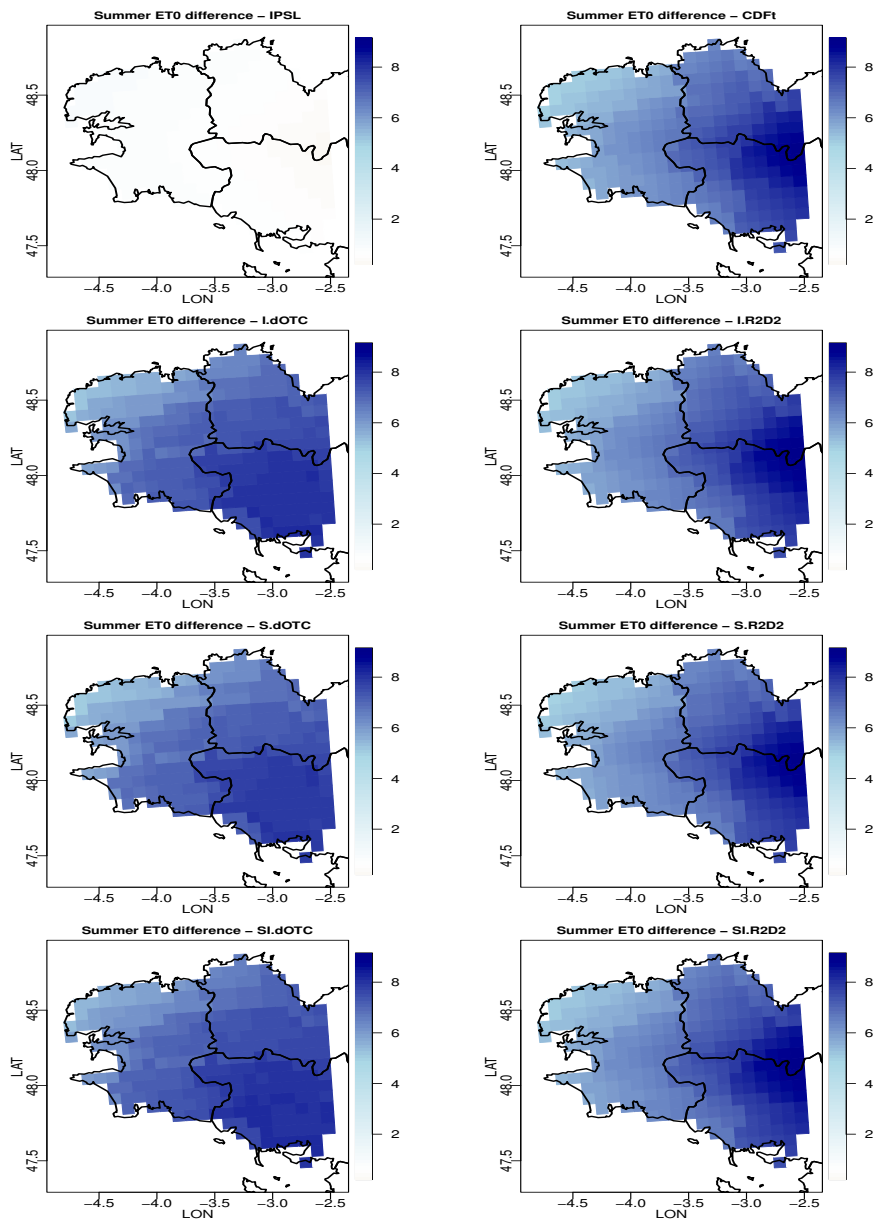 Summer ET0 difference − IPSL
LAT
48.5
48.0
47.5
−4.5 −4.0 −3.5 −3.0 −2.5
LON
8
6
4
2
Summer ET0 difference − CDFt
LAT
48.5
48.0
47.5
−4.5 −4.0 −3.5 −3.0 −2.5
LON
8
6
4
2
Summer ET0 difference − I.dOTC
LAT
48.5
48.0
47.5
−4.5 −4.0 −3.5 −3.0 −2.5
LON
8
6
4
2
Summer ET0 difference − I.R2D2
LAT
48.5
48.0
47.5
−4.5 −4.0 −3.5 −3.0 −2.5
LON
8
6
4
2
Summer ET0 difference − S.dOTC
LAT
48.5
48.0
47.5
−4.5 −4.0 −3.5 −3.0 −2.5
LON
8
6
4
2
Summer ET0 difference − S.R2D2
LAT
48.5
48.0
47.5
−4.5 −4.0 −3.5 −3.0 −2.5
LON
8
6
4
2
Summer ET0 difference − SI.dOTC
LAT
48.5
48.0
47.5
−4.5 −4.0 −3.5 −3.0 −2.5
LON
8
6
4
2
Summer ET0 difference − SI.R2D2
LAT
48.5
48.0
47.5
−4.5 −4.0 −3.5 −3.0 −2.5
LON
8
6
4
2